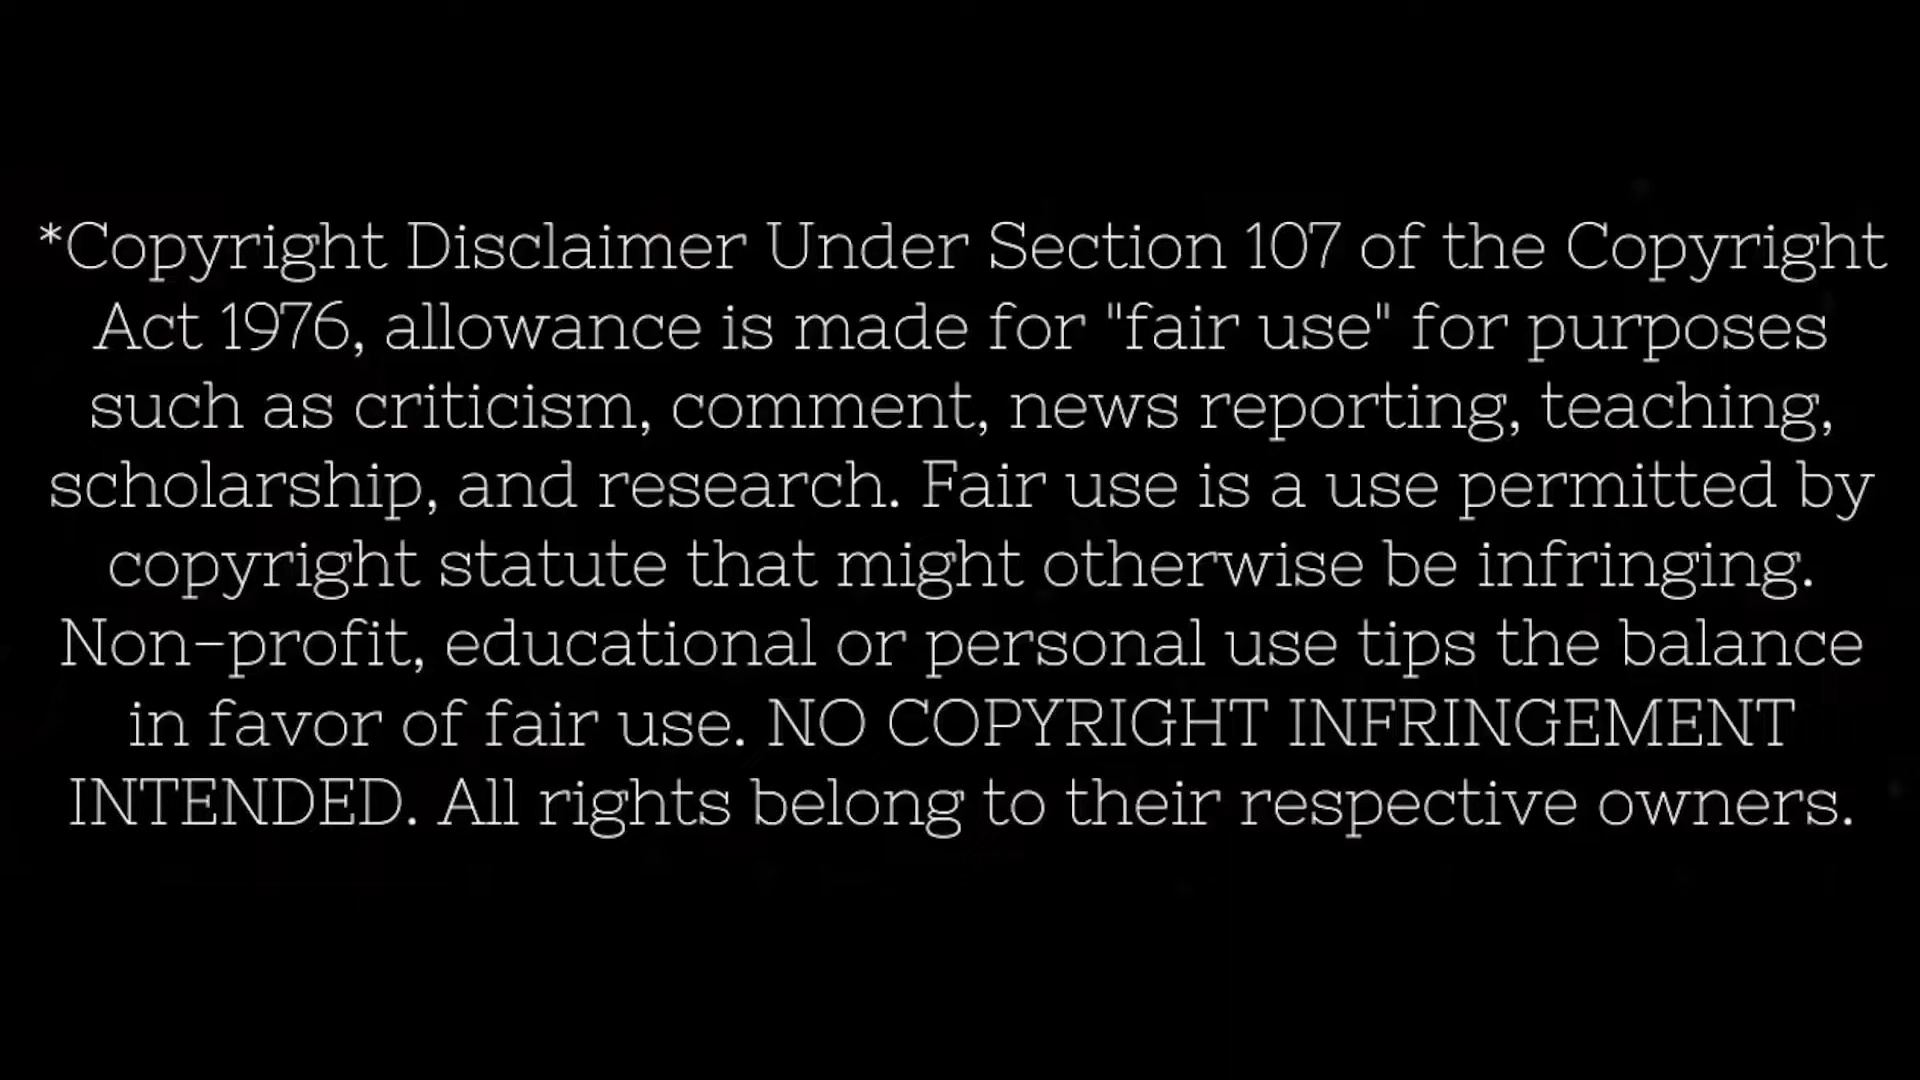 *Copyright Disclaimer Under Section 107 of the Copyright
Act 1976, allowance is made for "fair use" for purposes
such as criticism, comment, news reporting, teaching,
scholarship, and research. Fair use is a use permitted by
copyright statute that might otherwise be infringing.
Non-profit, educational or personal use tips the balance
in favor of fair use. NO COPYRIGHT INFRINGEMENT
INTENDED. All rights belong to their respective owners.